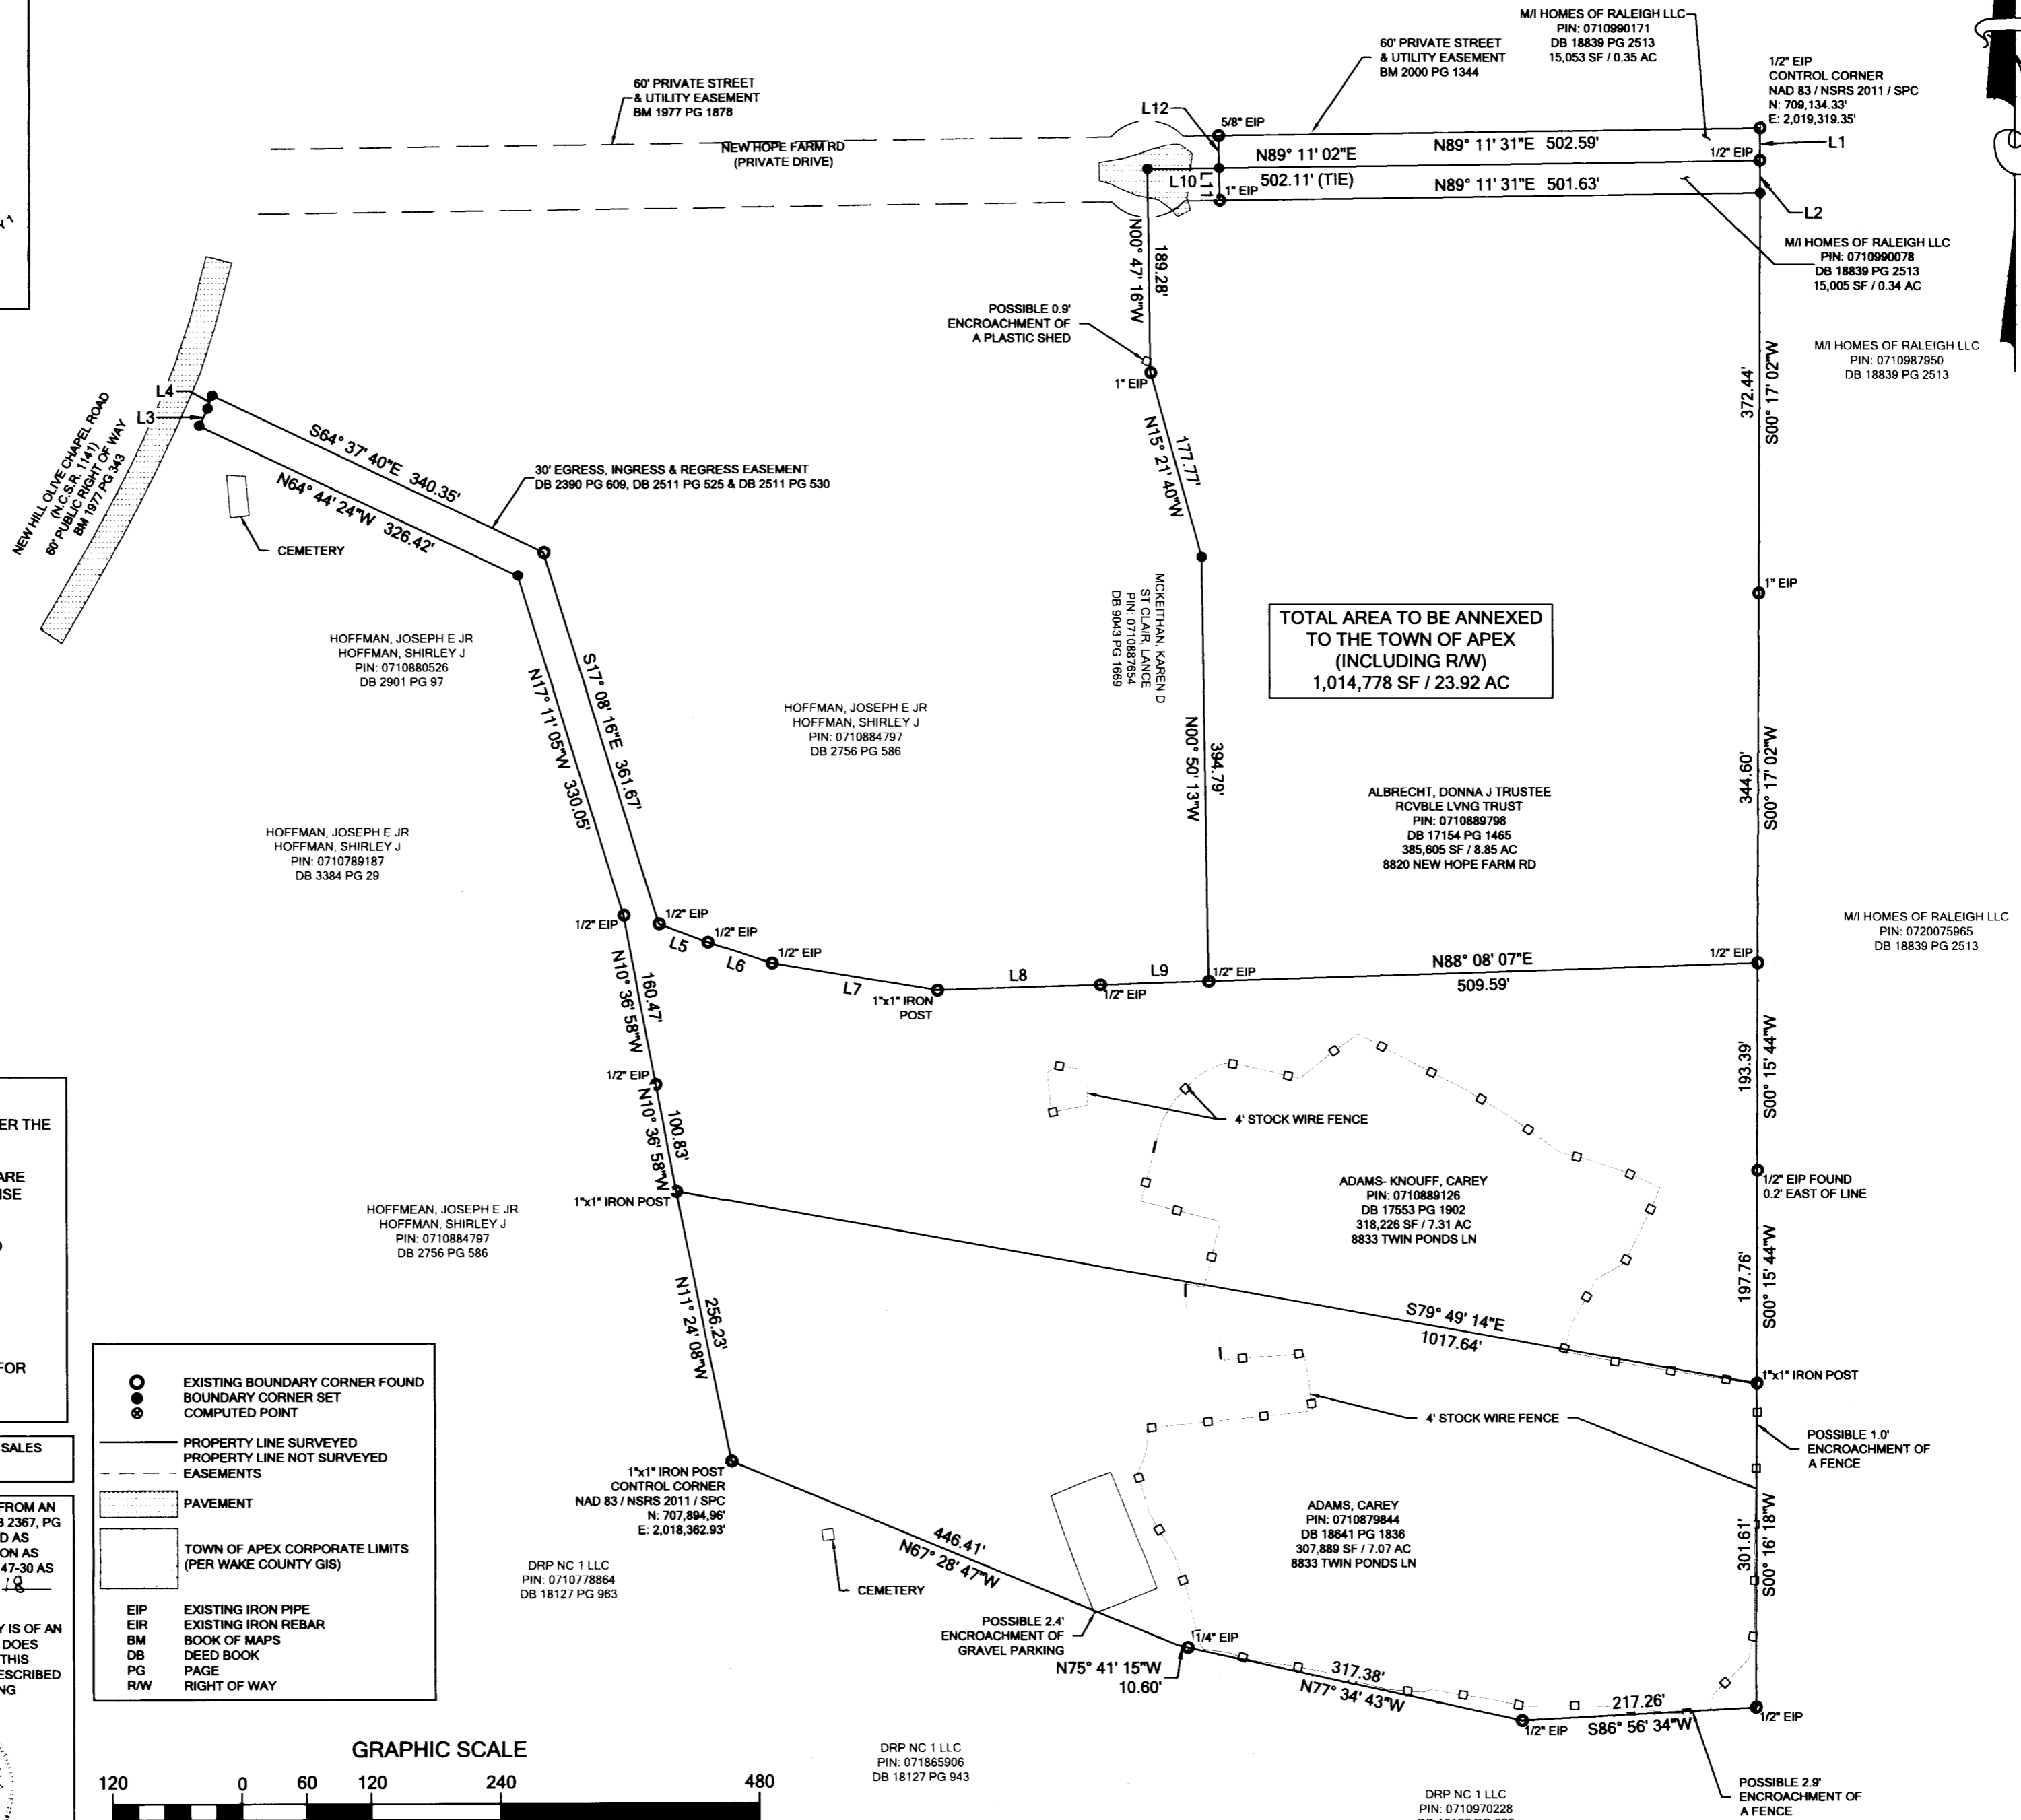 M/I HOMES OF RALEIGH LLC
PIN: 0710990171
DB 18839 PG 2513
15,053 SF / 0.35 AC
60' PRIVATE STREET
& UTILITY EASEMENT
BM 2000 PG 1344
1/2" EIP
CONTROL CORNER
NAD 83 / NSRS 2011 / SPC
N: 709,134.33'
E: 2,019,319.35'
60' PRIVATE STREET
& UTILITY EASEMENT
BM 1977 PG 1878
L12
5/8" EIP
NEW HOPE FARM RD
(PRIVATE DRIVE)
N89° 11' 02"E
502.11' (TIE)
N89° 11' 31"E 502.59'
1/2" EIP
L1
L10
L11
1" EIP
N89° 11' 31"E 501.63'
L2
M/I HOMES OF RALEIGH LLC
PIN: 0710990078
DB 18839 PG 2513
15,005 SF / 0.34 AC
N00° 47' 16"W
189.28'
POSSIBLE 0.9'
ENCROACHMENT OF
A PLASTIC SHED
1" EIP
372.44'
S00° 17' 02"W
M/I HOMES OF RALEIGH LLC
PIN: 0710987950
DB 18839 PG 2513
L4
L3
NEW HILL OLIVE CHAPEL ROAD
(N.C.S.R. 1141)
60' PUBLIC RIGHT OF WAY
BM 1977 PG 343
S64° 37' 40"E 340.35'
N64° 44' 24"W 326.42'
30' EGRESS, INGRESS & REGRESS EASEMENT
DB 2390 PG 609, DB 2511 PG 525 & DB 2511 PG 530
CEMETERY
N15° 21' 40"W
177.77'
1" EIP
MCKEITHAN, KAREN D
ST CLAIR, LANCE
PIN: 0710887654
DB 9043 PG 1669
TOTAL AREA TO BE ANNEXED
TO THE TOWN OF APEX
(INCLUDING R/W)
1,014,778 SF / 23.92 AC
HOFFMAN, JOSEPH E JR
HOFFMAN, SHIRLEY J
PIN: 0710880526
DB 2901 PG 97
S17° 08' 16"E 361.67'
N17° 11' 05"W 330.05'
HOFFMAN, JOSEPH E JR
HOFFMAN, SHIRLEY J
PIN: 0710884797
DB 2756 PG 586
N00° 50' 13"W
394.79'
344.60'
S00° 17' 02"W
ALBRECHT, DONNA J TRUSTEE
RCVBLE LVNG TRUST
PIN: 0710889798
DB 17154 PG 1465
385,605 SF / 8.85 AC
8820 NEW HOPE FARM RD
HOFFMAN, JOSEPH E JR
HOFFMAN, SHIRLEY J
PIN: 0710789187
DB 3384 PG 29
M/I HOMES OF RALEIGH LLC
PIN: 0720075965
DB 18839 PG 2513
1/2" EIP
1/2" EIP
L5
1/2" EIP
L6
1/2" EIP
L7
1"x1" IRON
POST
L8
1/2" EIP
L9
1/2" EIP
N88° 08' 07"E
509.59'
1/2" EIP
N10° 36' 58"W
160.47'
1/2" EIP
N10° 36' 58"W
100.83'
193.39'
S00° 15' 44"W
4' STOCK WIRE FENCE
1/2" EIP FOUND
0.2' EAST OF LINE
ADAMS- KNOUFF, CAREY
PIN: 0710889126
DB 17553 PG 1902
318,226 SF / 7.31 AC
8833 TWIN PONDS LN
1"x1" IRON POST
HOFFMEAN, JOSEPH E JR
HOFFMAN, SHIRLEY J
PIN: 0710884797
DB 2756 PG 586
197.76'
S00° 15' 44"W
N11° 24' 08"W
256.23'
S79° 49' 14"E
1017.64'
1"x1" IRON POST
4' STOCK WIRE FENCE
POSSIBLE 1.0'
ENCROACHMENT OF
A FENCE
1"x1" IRON POST
CONTROL CORNER
NAD 83 / NSRS 2011 / SPC
N: 707,894,96'
E: 2,018,362.93'
446.41'
N67° 28' 47"W
ADAMS, CAREY
PIN: 0710879844
DB 18641 PG 1836
307,889 SF / 7.07 AC
8833 TWIN PONDS LN
301.61'
S00° 16' 18"W
DRP NC 1 LLC
PIN: 0710778864
DB 18127 PG 963
CEMETERY
POSSIBLE 2.4'
ENCROACHMENT OF
GRAVEL PARKING
1/4" EIP
N75° 41' 15"W
10.60'
317.38'
N77° 34' 43"W
1/2" EIP
217.26'
S86° 56' 34"W
1/2" EIP
POSSIBLE 2.9'
ENCROACHMENT OF
A FENCE
DRP NC 1 LLC
PIN: 071865906
DB 18127 PG 943
DRP NC 1 LLC
PIN: 0710970228
ER THE
ARE
FOR
SALES
FROM AN
2367, PG
D AS
ON AS
47-30 AS
18
Y IS OF AN
DOES
THIS
ESCRIBED
NG
EXISTING BOUNDARY CORNER FOUND
BOUNDARY CORNER SET
COMPUTED POINT
PROPERTY LINE SURVEYED
PROPERTY LINE NOT SURVEYED
EASEMENTS
PAVEMENT
TOWN OF APEX CORPORATE LIMITS
(PER WAKE COUNTY GIS)
EIP EXISTING IRON PIPE
EIR EXISTING IRON REBAR
BM BOOK OF MAPS
DB DEED BOOK
PG PAGE
R/W RIGHT OF WAY
GRAPHIC SCALE
120 0 60 120 240 480